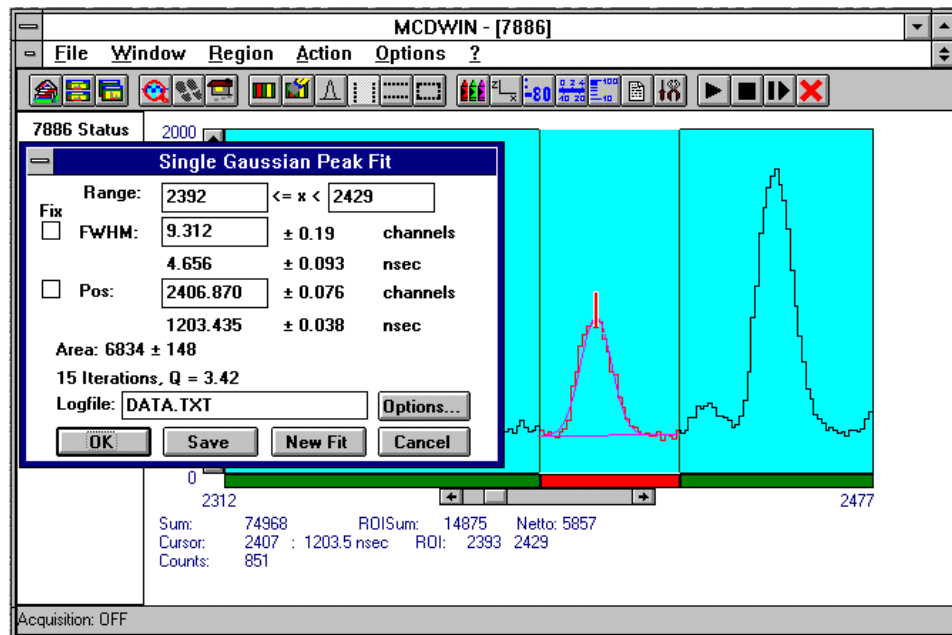 MCDWIN - [7886]
File Window Region Action Options ?
7886 Status
2000
Single Gaussian Peak Fit
Range: 2392 <= x < 2429
Fix
FWHM: 9.312 ± 0.19 channels
4.656 ± 0.093 nsec
Pos: 2406.870 ± 0.076 channels
1203.435 ± 0.038 nsec
Area: 6834 ± 148
15 Iterations, Q = 3.42
Logfile: DATA.TXT Options...
OK Save New Fit Cancel
0
2312 2477
Sum: 74968 ROISum: 14875 Netto: 5857
Cursor: 2407 : 1203.5 nsec ROI: 2393 2429
Counts: 851
Acquisition: OFF